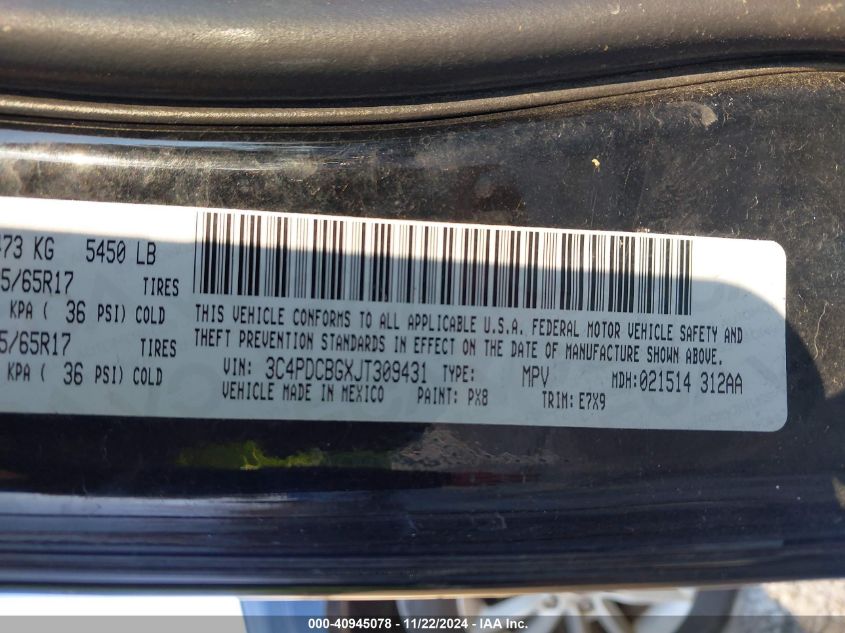 473 KG 5450 LB
5/65R17 TIRES
KPA ( 36 PSI) COLD
5/65R17 TIRES
KPA ( 36 PSI) COLD
THIS VEHICLE CONFORMS TO ALL APPLICABLE U.S.A. FEDERAL MOTOR VEHICLE SAFETY AND
THEFT PREVENTION STANDARDS IN EFFECT ON THE DATE OF MANUFACTURE SHOWN ABOVE.
VIN: 3C4PDCBGXJT309431 TYPE: MPV MDH:021514 312AA
VEHICLE MADE IN MEXICO PAINT: PX8 TRIM: E7X9
000-40945078 - 11/22/2024 - IAA Inc.